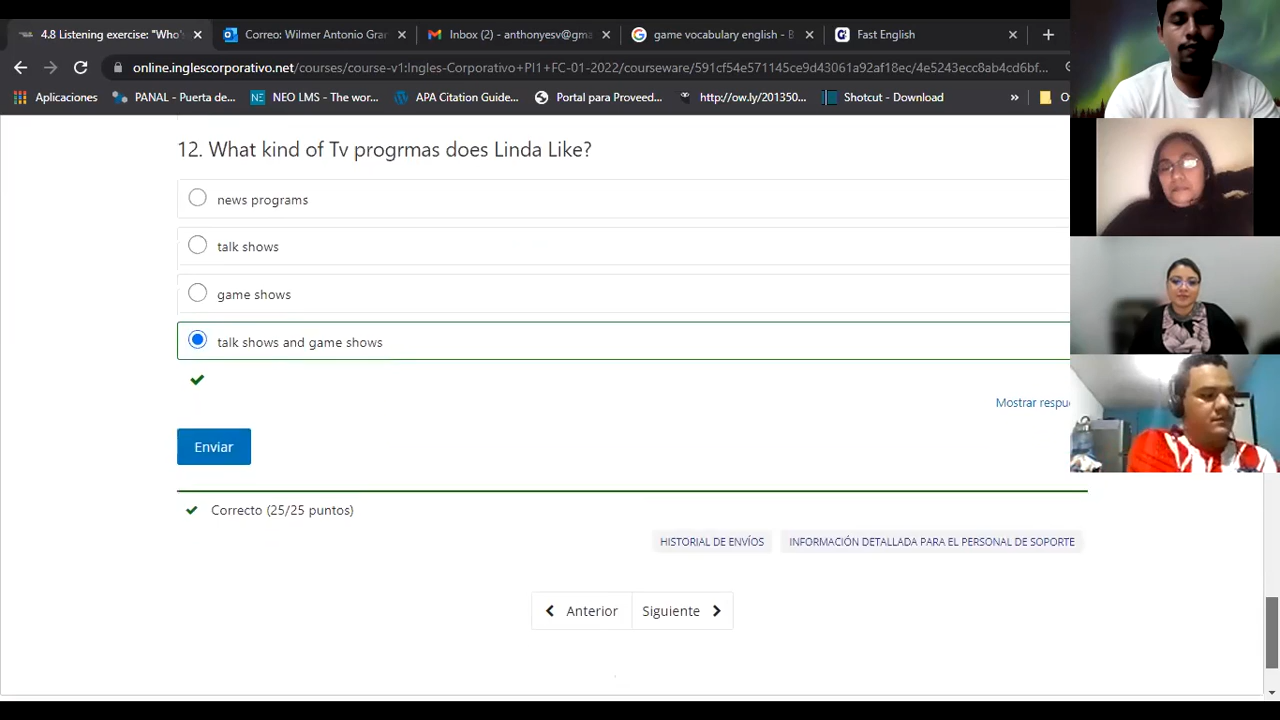 4.8 Listening exercise: "Who'
Correo: Wilmer Antonio Gra
Inbox (2) - anthonyesv@gma
game vocabulary english - B
Fast English
online.inglescorporativo.net/courses/course-v1:Ingles-Corporativo+PI1+FC-01-2022/courseware/591cf54e571145ce9d43061a92af18ec/4e5243ecc8ab4cd6bf...
Aplicaciones
PANAL - Puerta de...
NEO LMS - The wor...
APA Citation Guide...
Portal para Proveed...
http://ow.ly/201350...
Shotcut - Download
»
12. What kind of Tv progrmas does Linda Like?
news programs
talk shows
game shows
talk shows and game shows
Mostrar respu
Enviar
Correcto (25/25 puntos)
HISTORIAL DE ENVÍOS
INFORMACIÓN DETALLADA PARA EL PERSONAL DE SOPORTE
Anterior
Siguiente